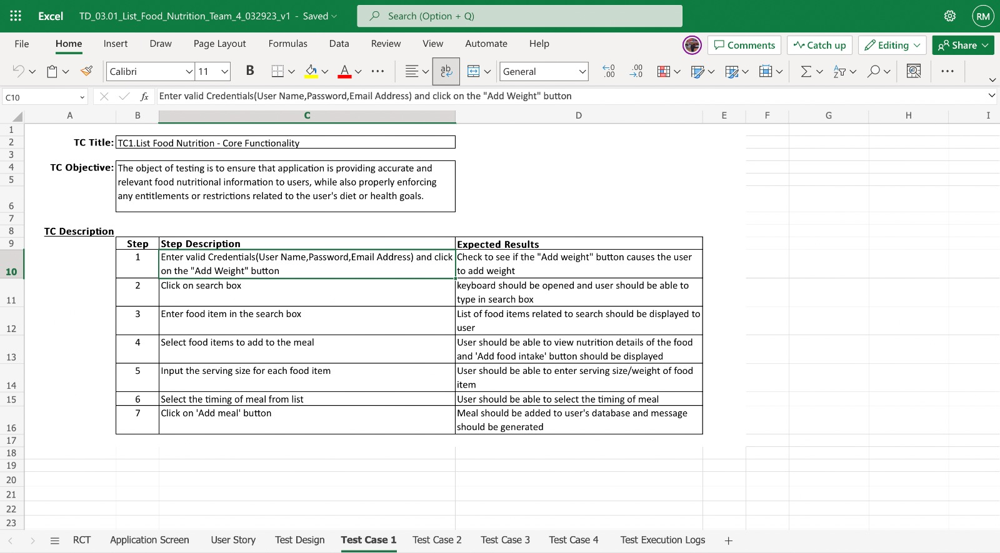 Excel TD_03.01_List_Food_Nutrition_Team_4_032923_v1 - Saved Search (Option + Q) RM
File Home Insert Draw Page Layout Formulas Data Review View Automate Help Comments Catch up Editing Share
Calibri 11 B A ab General
C10 fx Enter valid Credentials(User Name,Password,Email Address) and click on the "Add Weight" button
A B C D E F G H I
1
2 TC Title: TC1.List Food Nutrition - Core Functionality
3
4 TC Objective: The object of testing is to ensure that application is providing accurate and
5 relevant food nutritional information to users, while also properly enforcing
6 any entitlements or restrictions related to the user's diet or health goals.
7
8 TC Description
9 Step Step Description Expected Results
1 Enter valid Credentials(User Name,Password,Email Address) and click Check to see if the "Add weight" button causes the user
10 on the "Add Weight" button to add weight
2 Click on search box keyboard should be opened and user should be able to
11 type in search box
3 Enter food item in the search box List of food items related to search should be displayed to
12 user
4 Select food items to add to the meal User should be able to view nutrition details of the food
13 and 'Add food intake' button should be displayed
5 Input the serving size for each food item User should be able to enter serving size/weight of food
14 item
15 6 Select the timing of meal from list User should be able to select the timing of meal
7 Click on 'Add meal' button Meal should be added to user's database and message
16 should be generated
17
18
19
20
21
22
23
RCT Application Screen User Story Test Design Test Case 1 Test Case 2 Test Case 3 Test Case 4 Test Execution Logs +